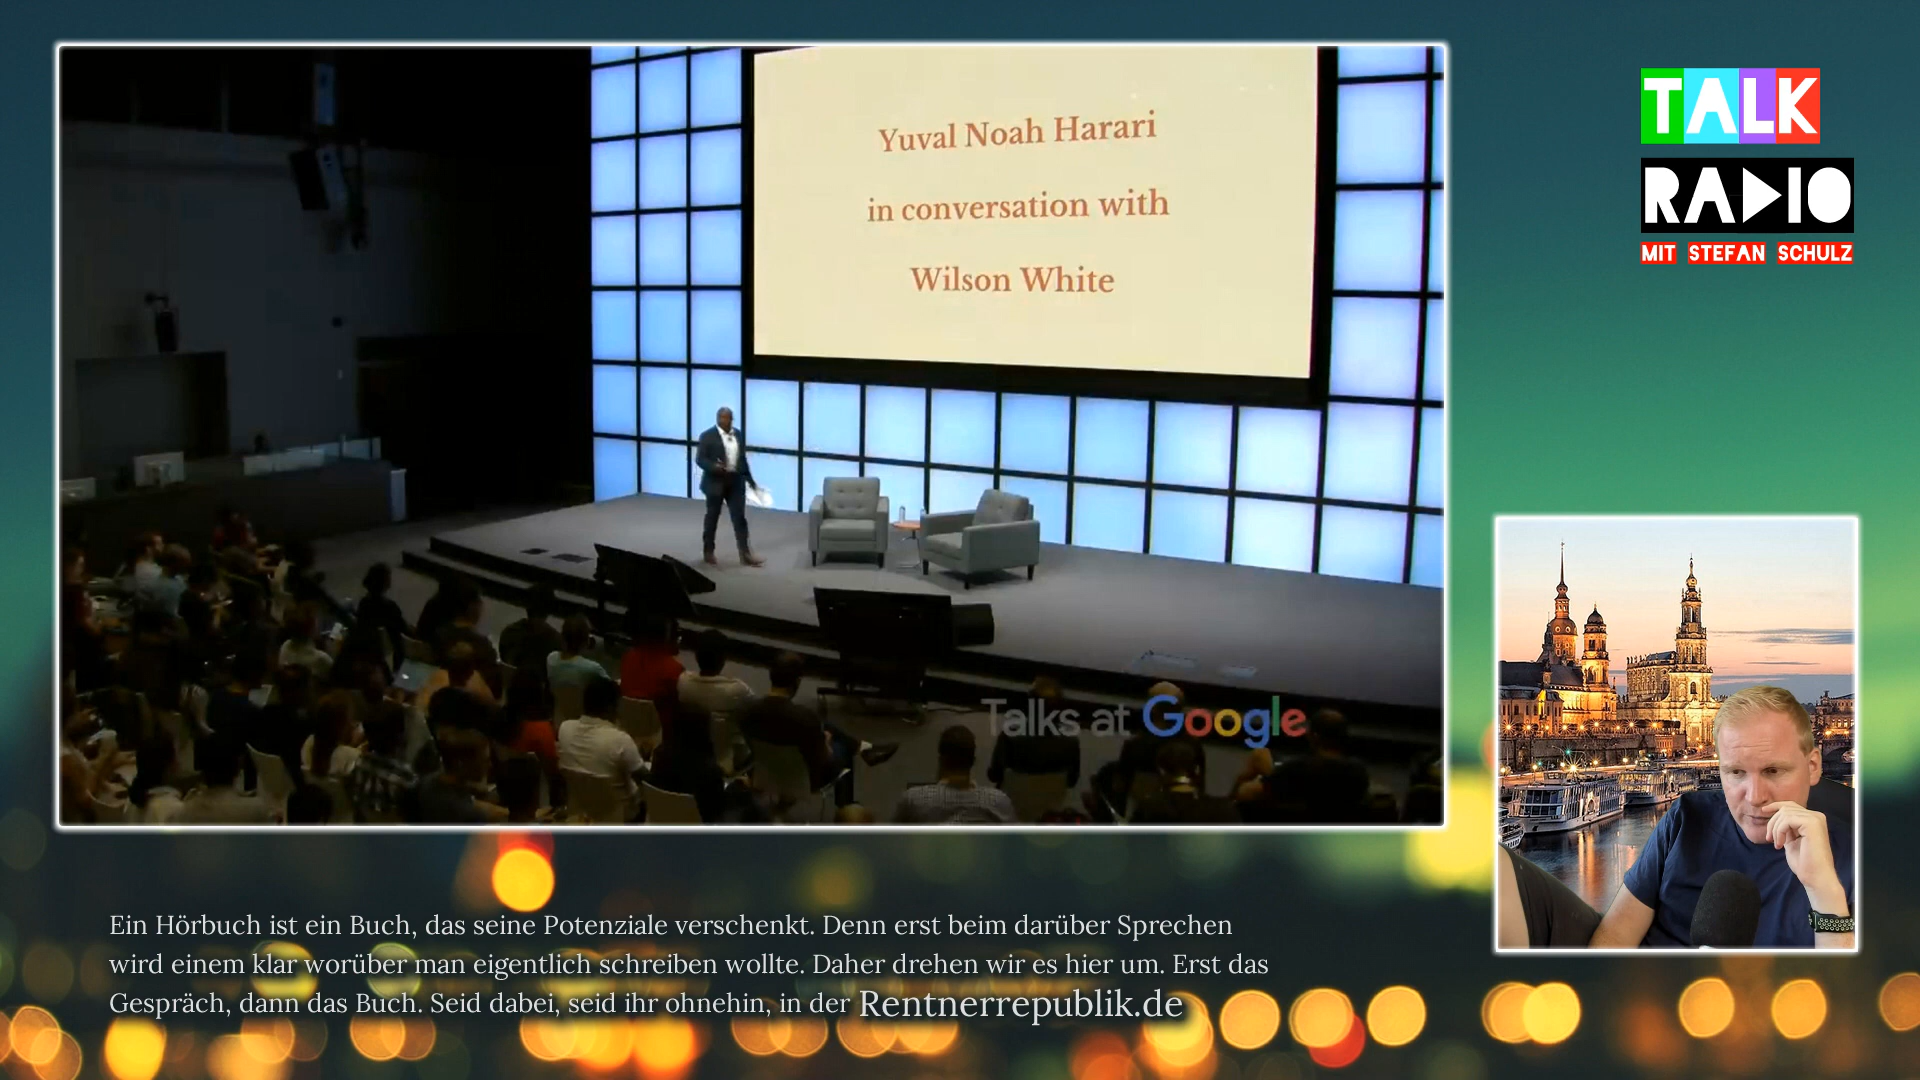 Yuval Noah Harari
in conversation with
Wilson White
Talks at Google
TALK
RADIO
MIT STEFAN SCHULZ
Ein Hörbuch ist ein Buch, das seine Potenziale verschenkt. Denn erst beim darüber Sprechen
wird einem klar worüber man eigentlich schreiben wollte. Daher drehen wir es hier um. Erst das
Gespräch, dann das Buch. Seid dabei, seid ihr ohnehin, in der Rentnerrepublik.de